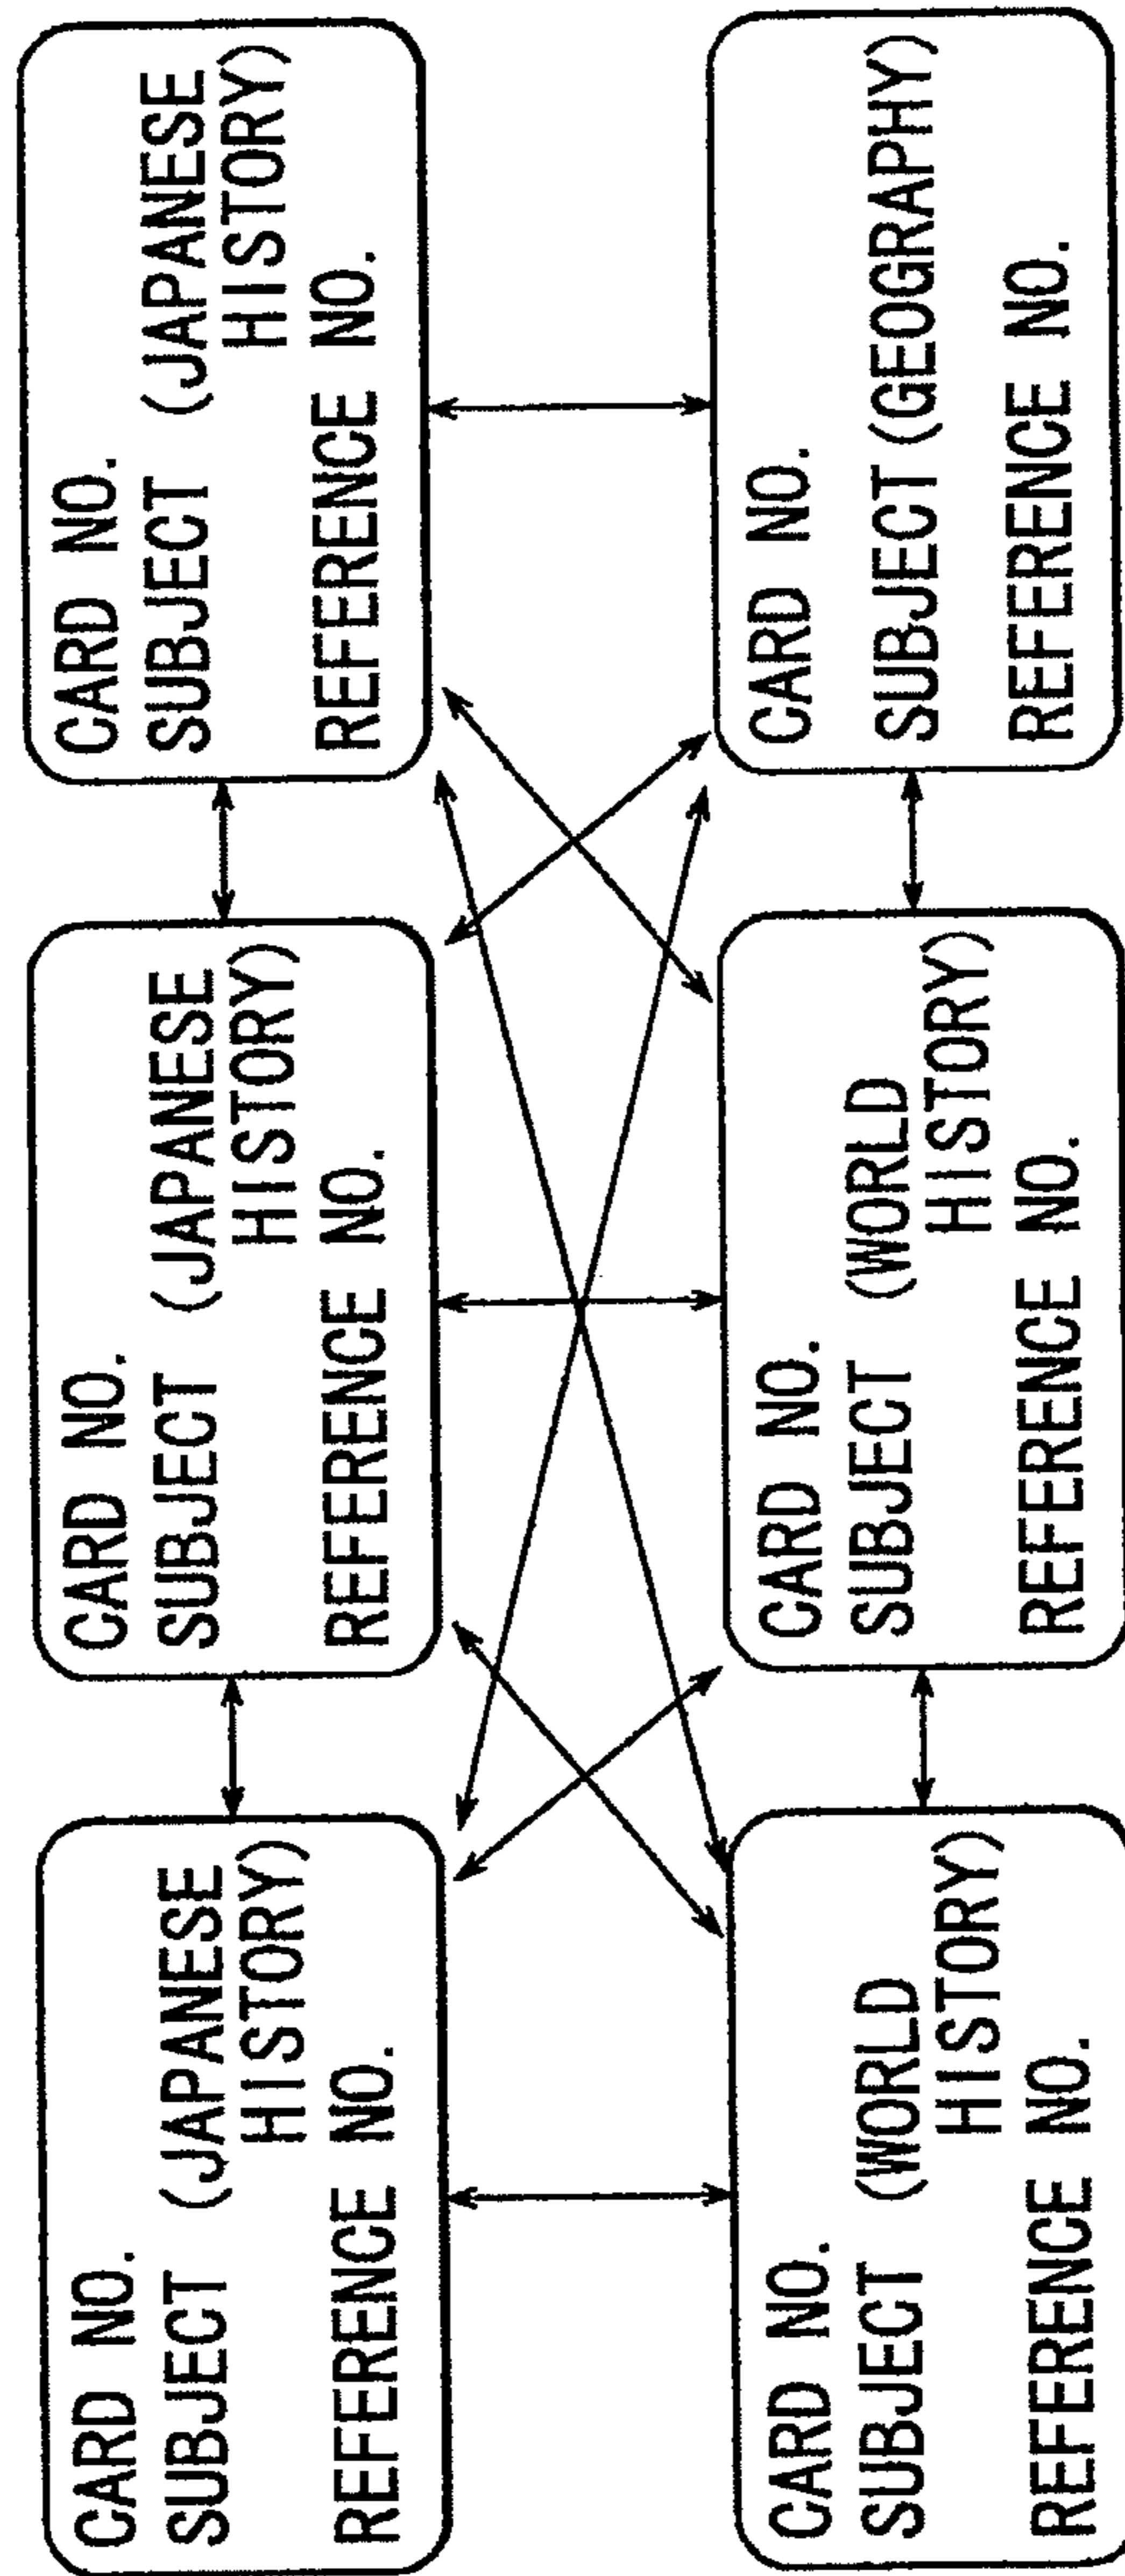 CARD NO.
SUBJECT (JAPANESE
HISTORY)
REFERENCE NO.
CARD NO.
SUBJECT (JAPANESE
HISTORY)
REFERENCE NO.
CARD NO.
SUBJECT (JAPANESE
HISTORY)
REFERENCE NO.
CARD NO.
SUBJECT (WORLD
HISTORY)
REFERENCE NO.
CARD NO.
SUBJECT (WORLD
HISTORY)
REFERENCE NO.
CARD NO.
SUBJECT (GEOGRAPHY)
REFERENCE NO.